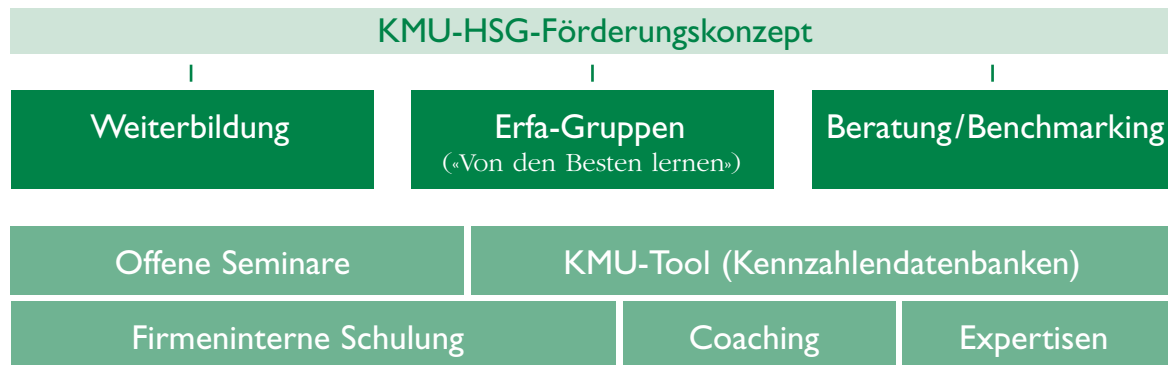 KMU-HSG-Förderungskonzept
Weiterbildung
Erfa-Gruppen
(«Von den Besten lernen»)
Beratung/Benchmarking
Offene Seminare
KMU-Tool (Kennzahlendatenbanken)
Firmeninterne Schulung
Coaching
Expertisen